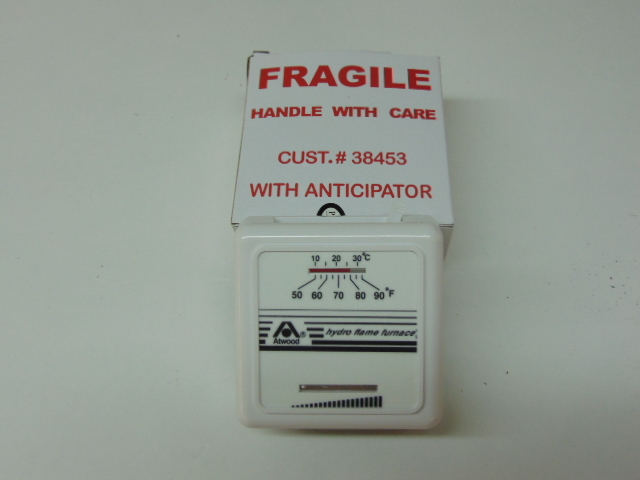 FRAGILE
HANDLE WITH CARE
CUST.# 38453
WITH ANTICIPATOR
10 20 30°C
50 60 70 80 90°F
Atwood® hydro flame furnace